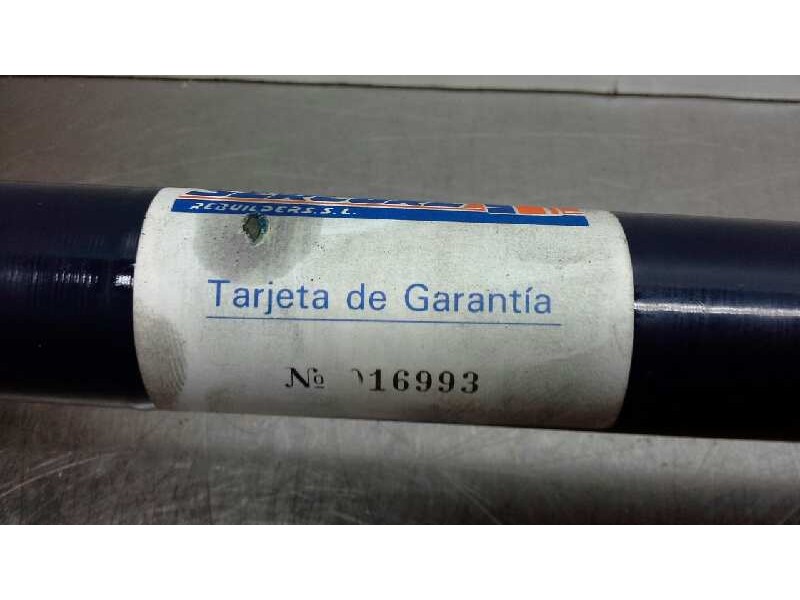 REBUILDERS. S. L.
Tarjeta de Garantía
No 016993